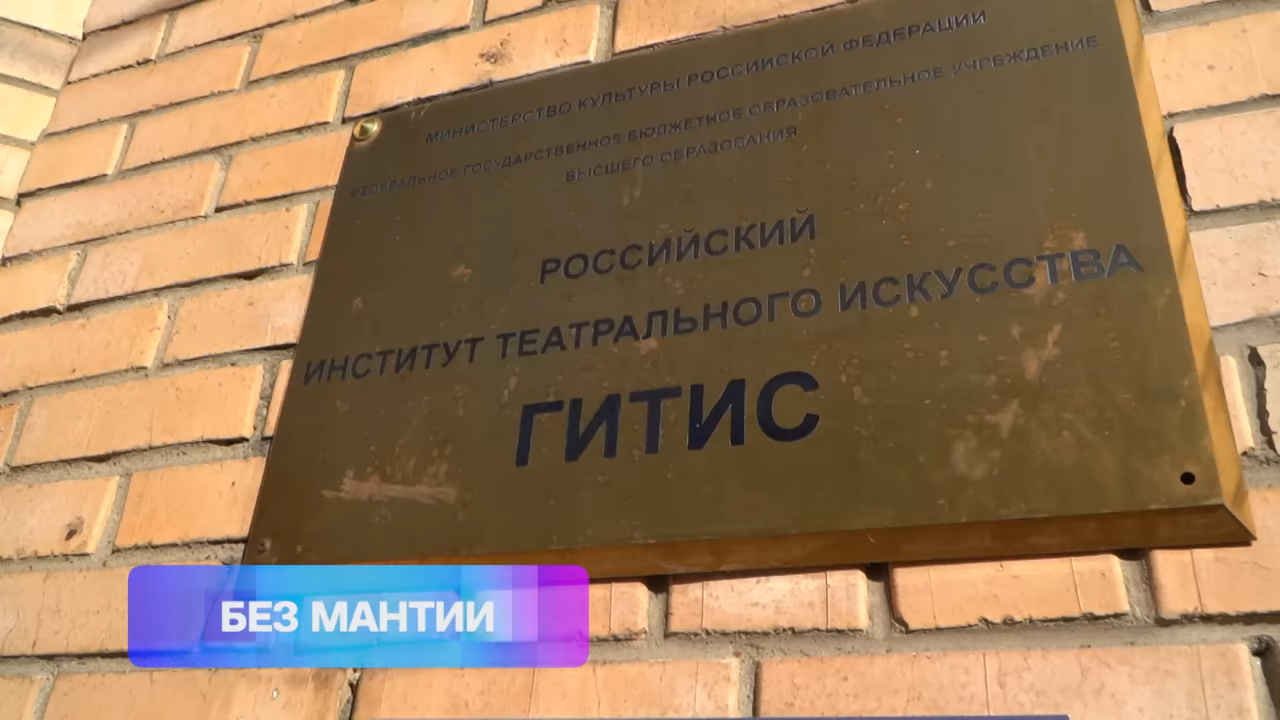 МИНИСТЕРСТВО КУЛЬТУРЫ РОССИЙСКОЙ ФЕДЕРАЦИИ
ФЕДЕРАЛЬНОЕ ГОСУДАРСТВЕННОЕ БЮДЖЕТНОЕ ОБРАЗОВАТЕЛЬНОЕ УЧРЕЖДЕНИЕ
ВЫСШЕГО ОБРАЗОВАНИЯ
РОССИЙСКИЙ
ИНСТИТУТ ТЕАТРАЛЬНОГО ИСКУССТВА
ГИТИС
БЕЗ МАНТИИ